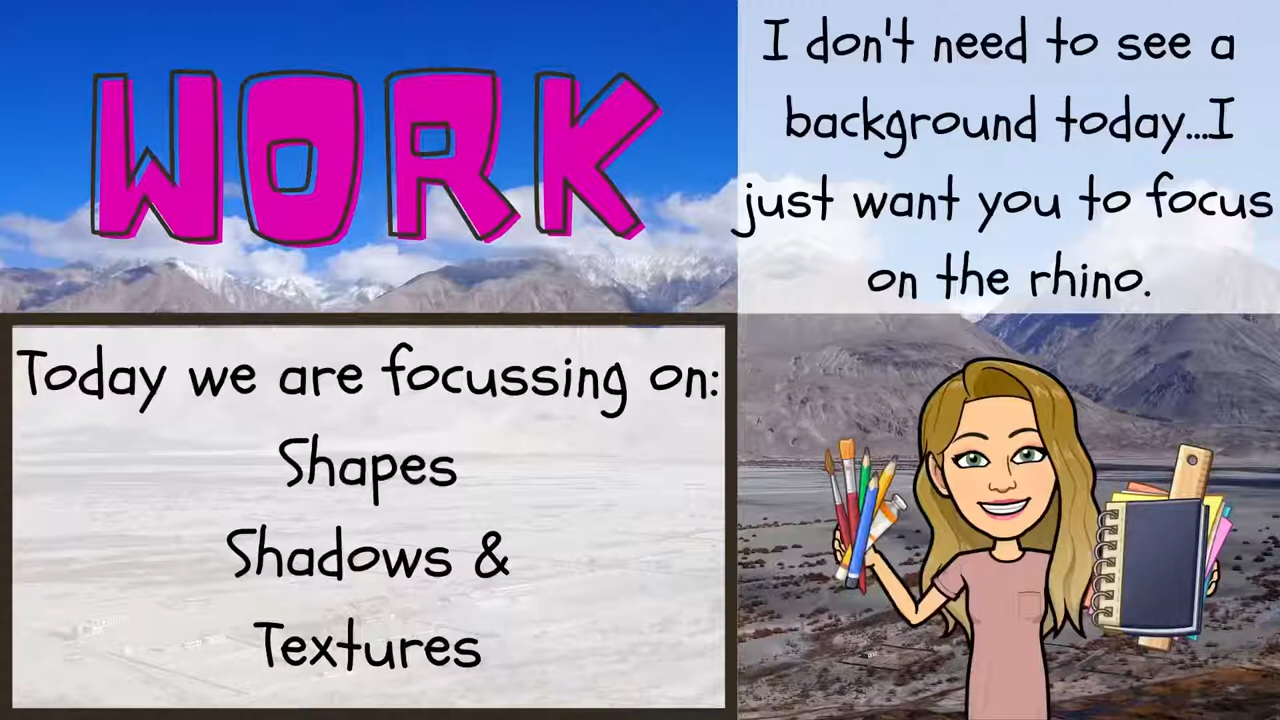 WORK
I don't need to see a
background today...I
just want you to focus
on the rhino.
Today we are focussing on:
Shapes
Shadows &
Textures